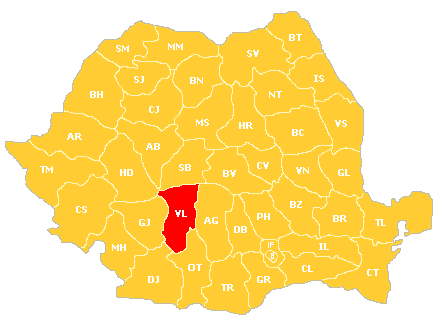 BT
SM
MM
SV
SJ
BN
IS
BH
CJ
NT
MS
HR
VS
AR
BC
AB
TM
HD
SB
BV
CV
VN
GL
CS
VL
GJ
AG
PH
BZ
BR
TL
DB
MH
IF
IL
OT
DJ
TR
GR
CL
CT